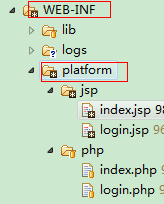 WEB-INF
lib
logs
platform
jsp
index.jsp 98
login.jsp 96
php
index.php
login.php